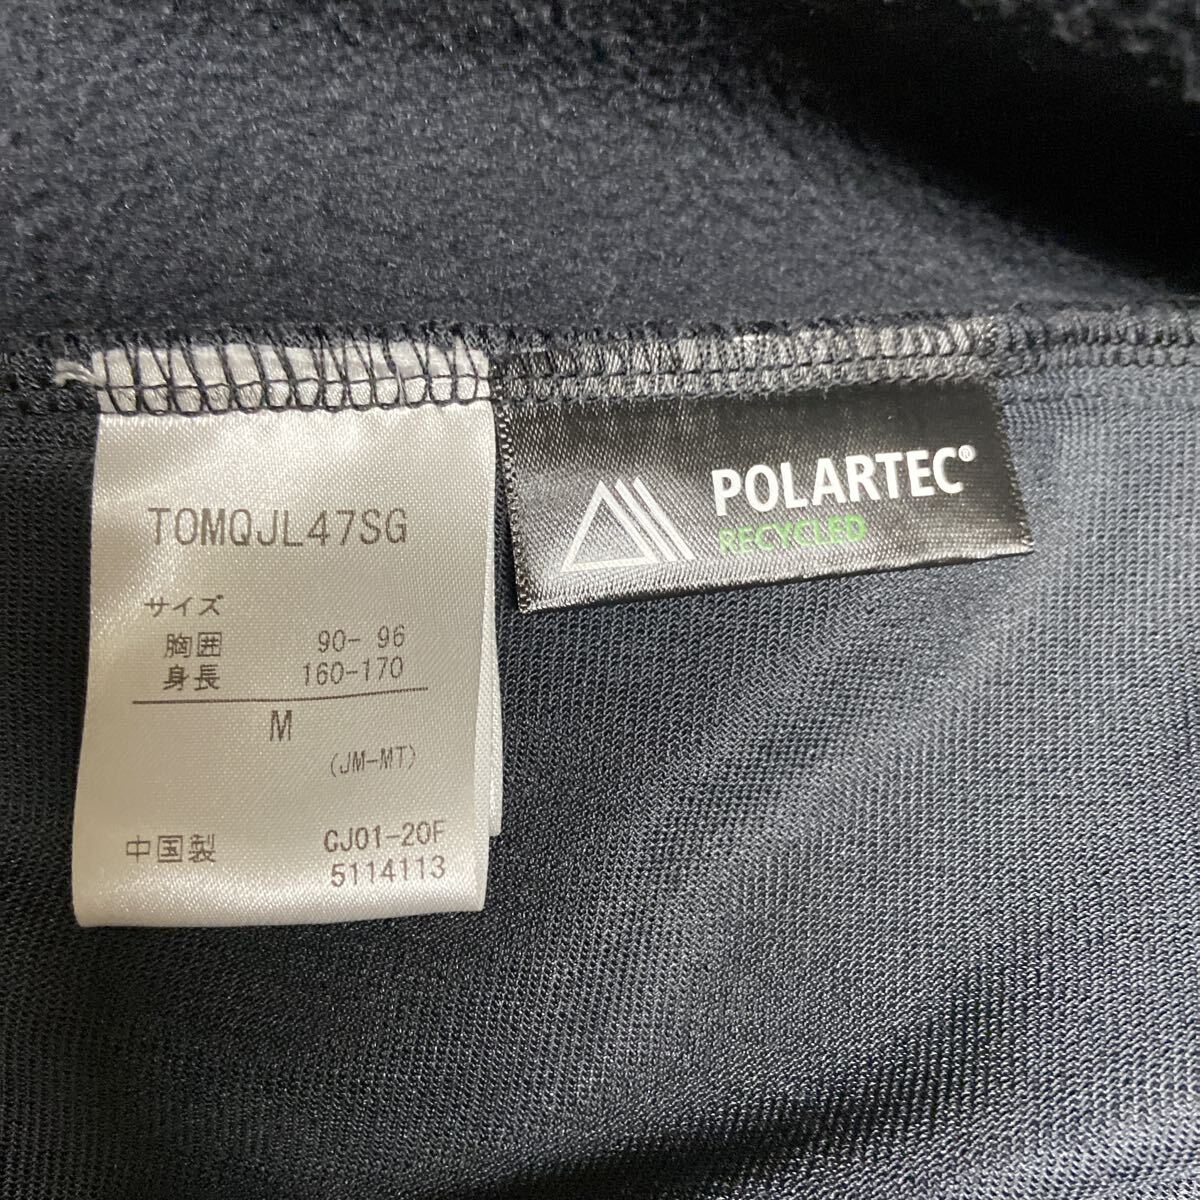 TOMQJL47SG
サイズ
胸囲 90- 96
身長 160-170
M
(JM-MT)
中国製 CJ01-20F
5114113
POLARTEC®
RECYCLED